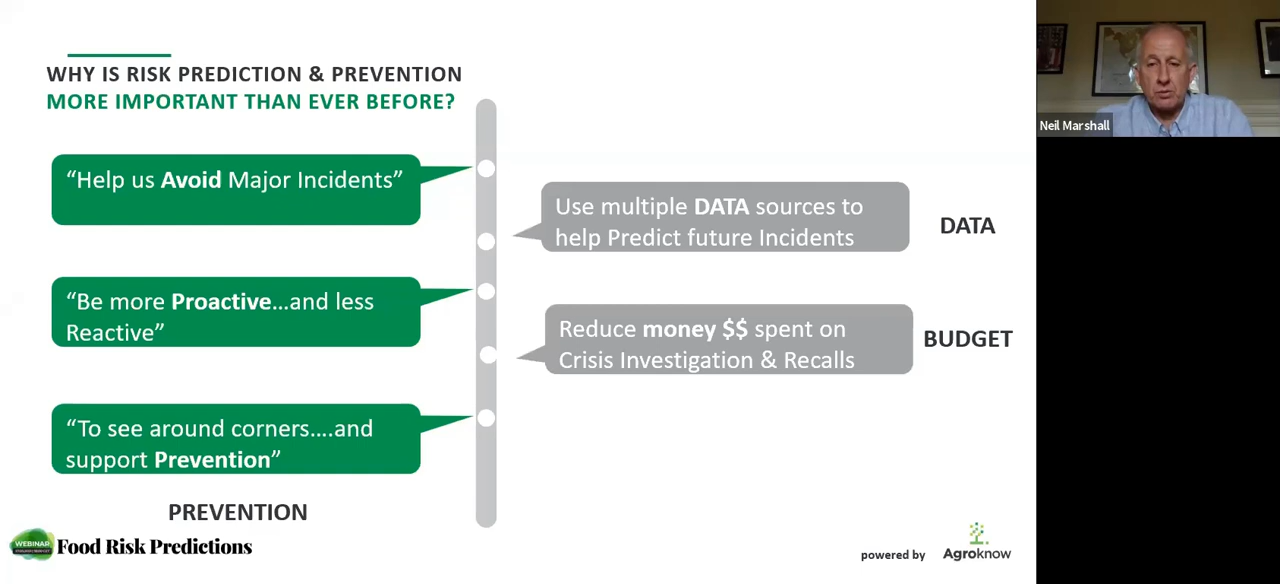 WHY IS RISK PREDICTION & PREVENTION
MORE IMPORTANT THAN EVER BEFORE?
“Help us Avoid Major Incidents”
Use multiple DATA sources to
help Predict future Incidents
DATA
“Be more Proactive...and less
Reactive”
Reduce money $$ spent on
Crisis Investigation & Recalls
BUDGET
“To see around corners....and
support Prevention”
PREVENTION
WEBINAR
Food Risk Predictions
powered by
Agroknow
Neil Marshall